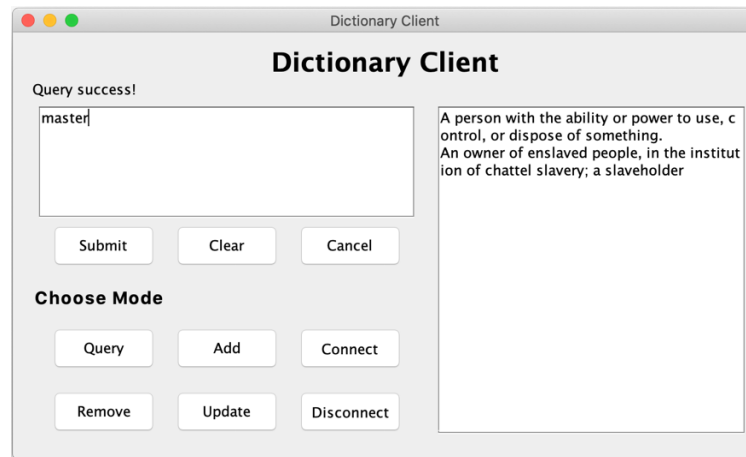 Dictionary Client
Dictionary Client
Query success!
master
A person with the ability or power to use, c
ontrol, or dispose of something.
An owner of enslaved people, in the institut
ion of chattel slavery; a slaveholder
Submit Clear Cancel
Choose Mode
Query Add Connect
Remove Update Disconnect